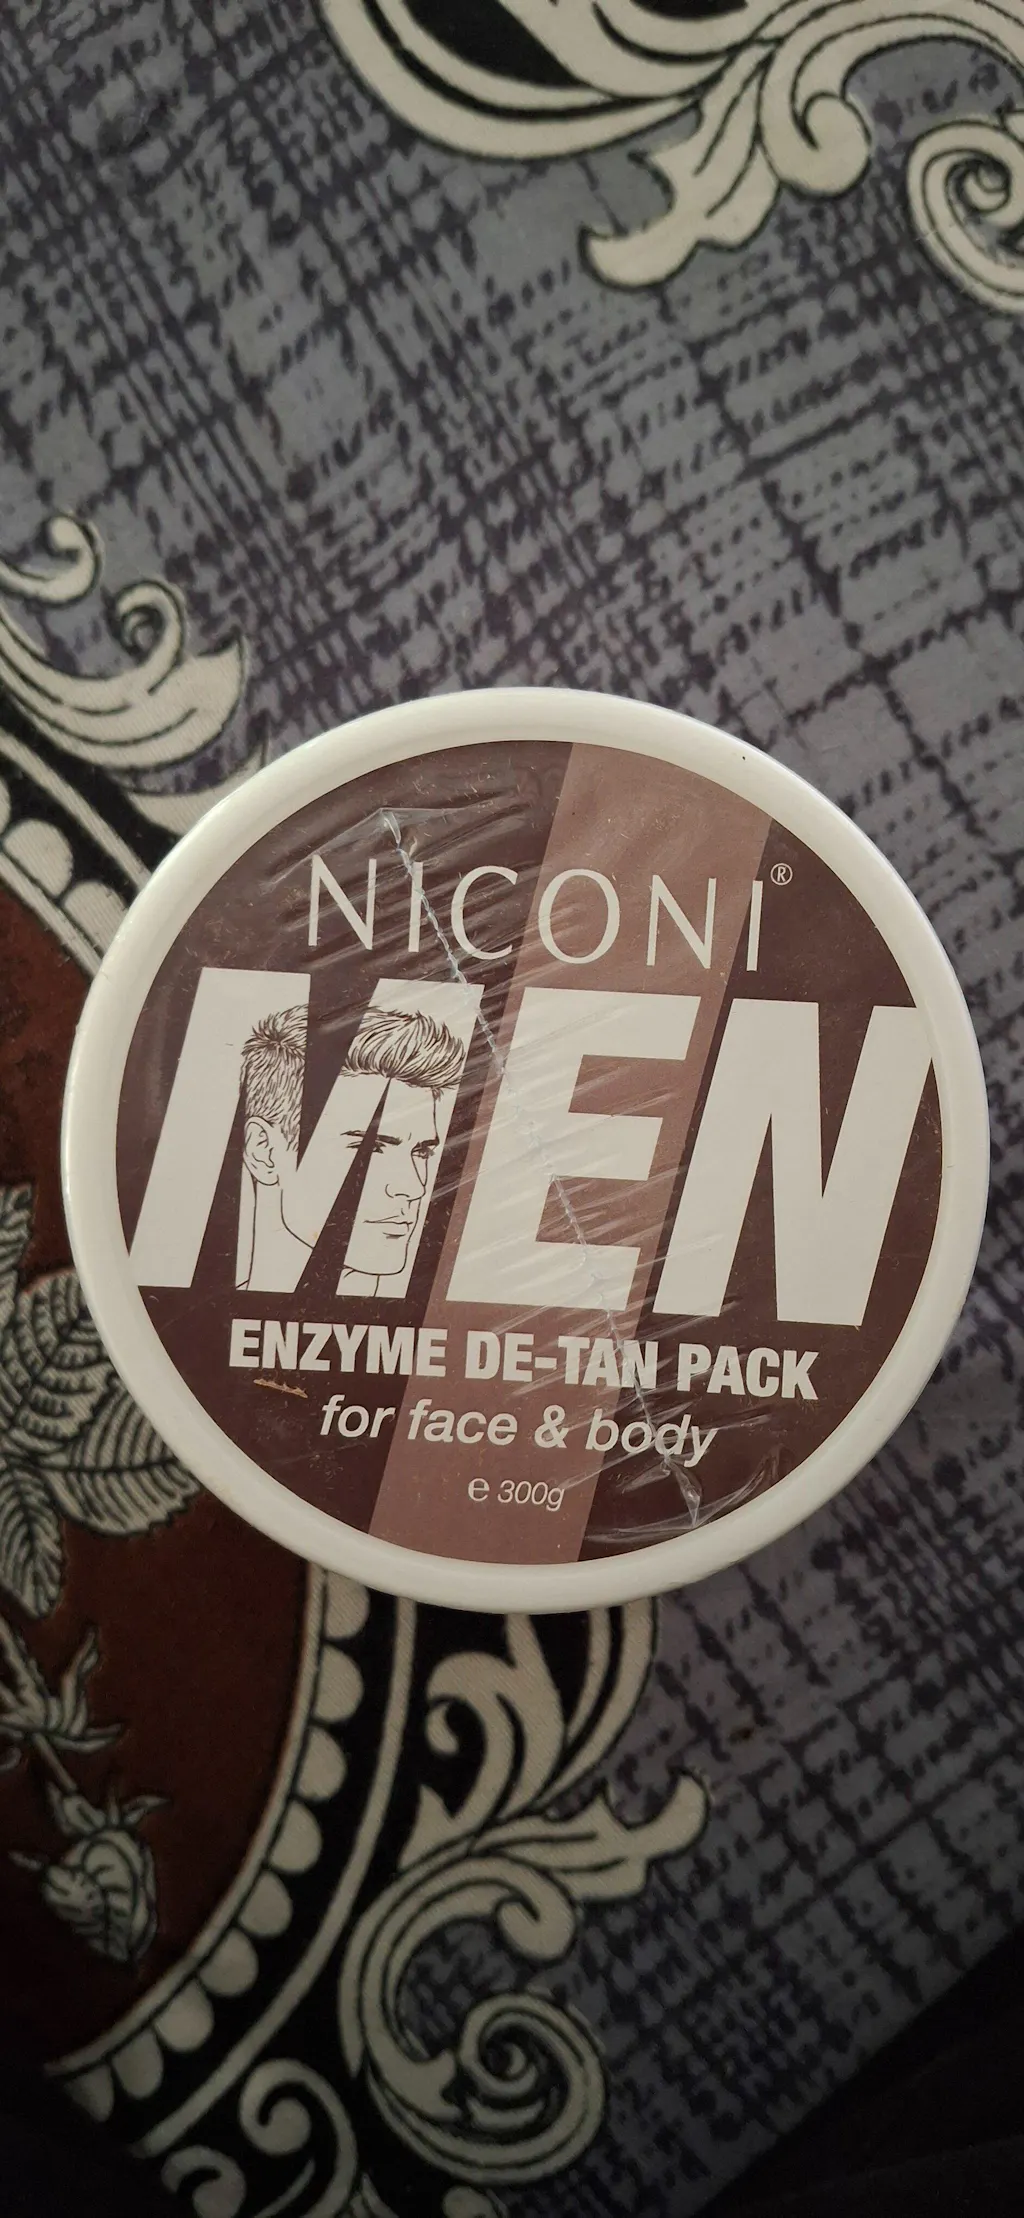 NICONI®
MEN
ENZYME DE-TAN PACK
for face & body
℮ 300g